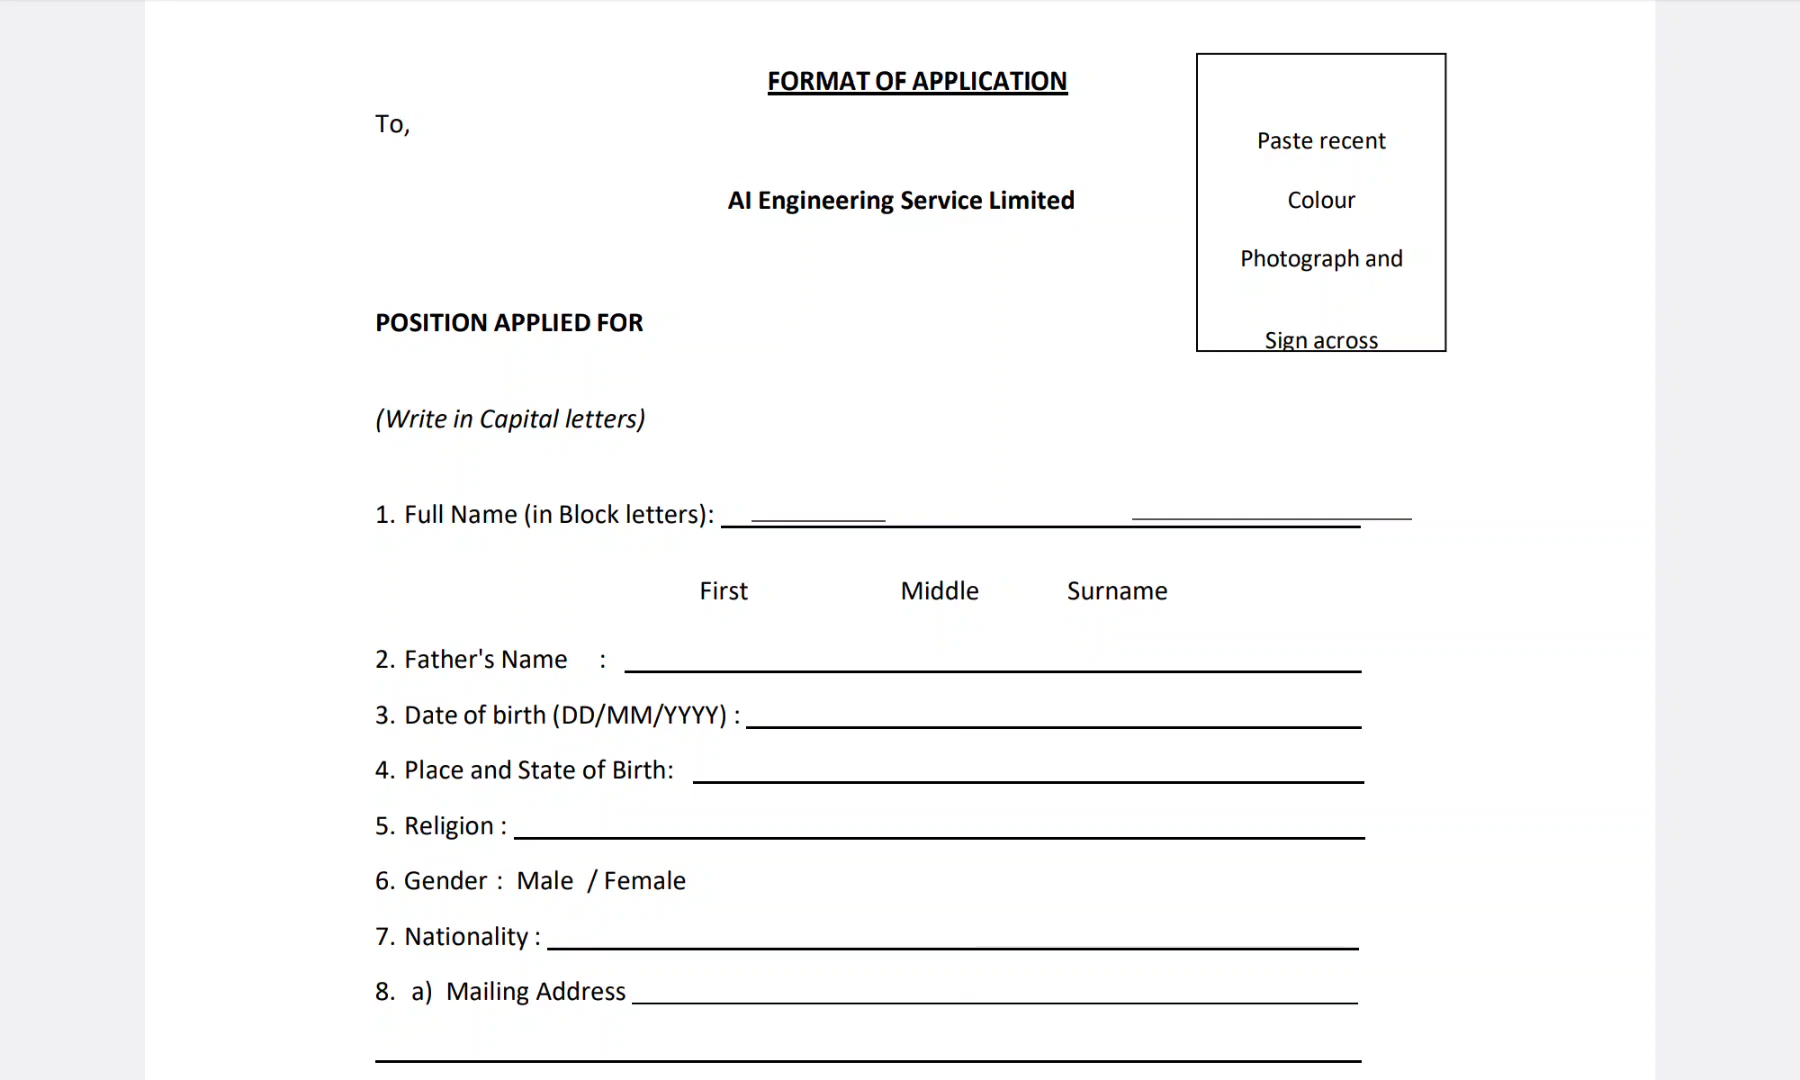 FORMAT OF APPLICATION
To,
Paste recent
AI Engineering Service Limited
Colour
Photograph and
POSITION APPLIED FOR
Sign across
(Write in Capital letters)
1. Full Name (in Block letters):
First Middle Surname
2. Father's Name :
3. Date of birth (DD/MM/YYYY) :
4. Place and State of Birth:
5. Religion :
6. Gender : Male / Female
7. Nationality :
8. a) Mailing Address